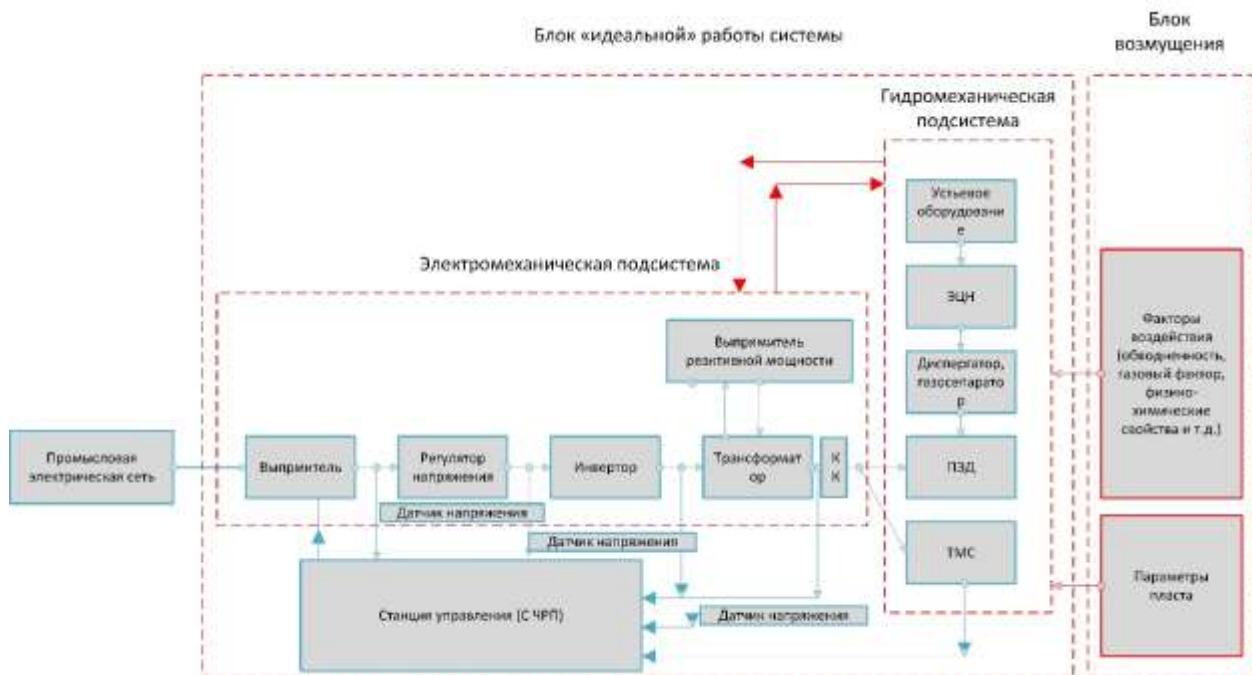 Блок
возмущения
Блок «идеальной» работы системы
Гидромеханическая
подсистема
Устьевое
оборудовани
е
Электромеханическая подсистема
ЭЦН
Факторы
воздействия
(обводненность,
газовый фактор,
физико-
химические
свойства и т.д.)
Выпрямитель
реактивной мощности
Диспергатор,
газосепарато
р
Промысловая
электрическая сеть
Выпрямитель
Регулятор
напряжения
Инвертор
Трансформат
ор
К
К
ПЭД
Датчик напряжения
Датчик напряжения
ТМС
Станция управления (С ЧРП)
Датчик напряжения
Параметры
пласта